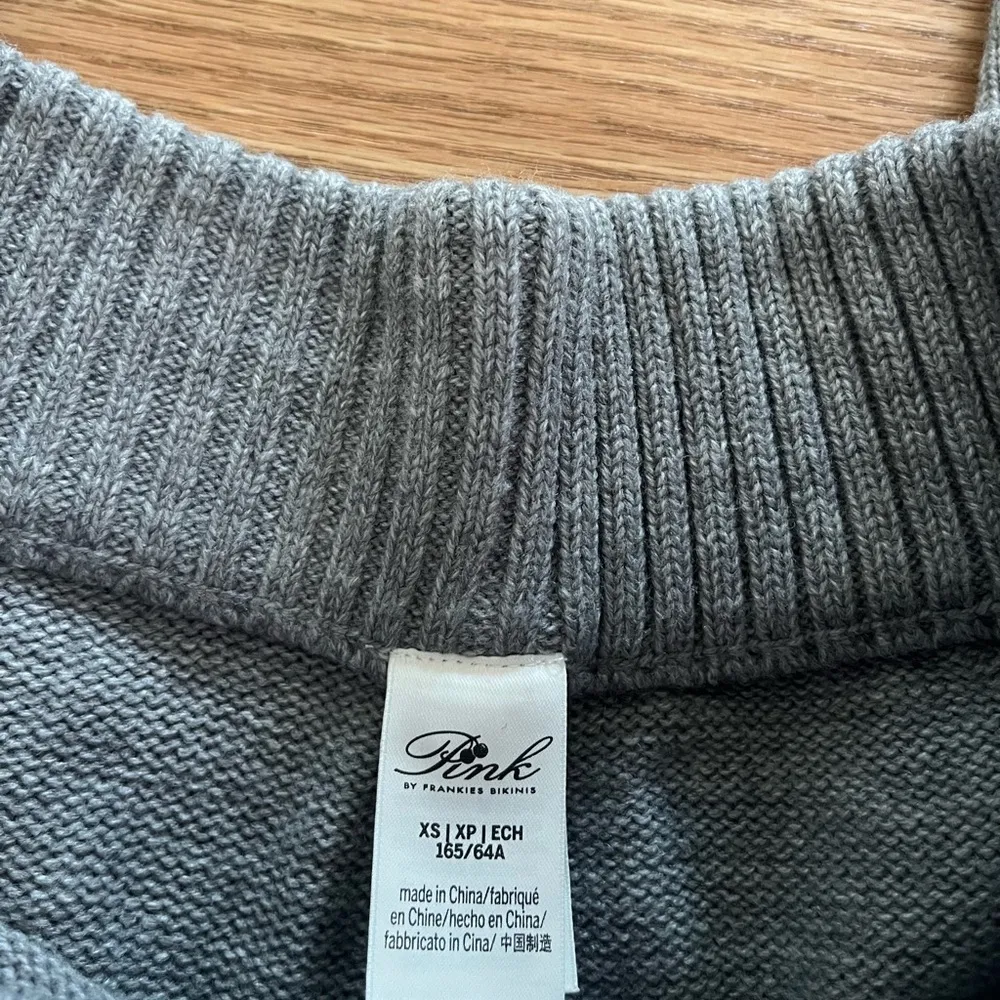 Pink
BY FRANKIES BIKINIS
XS | XP | ECH
165/64A
made in China/fabriqué
en Chine/hecho en China/
fabbricato in Cina/ 中国制造